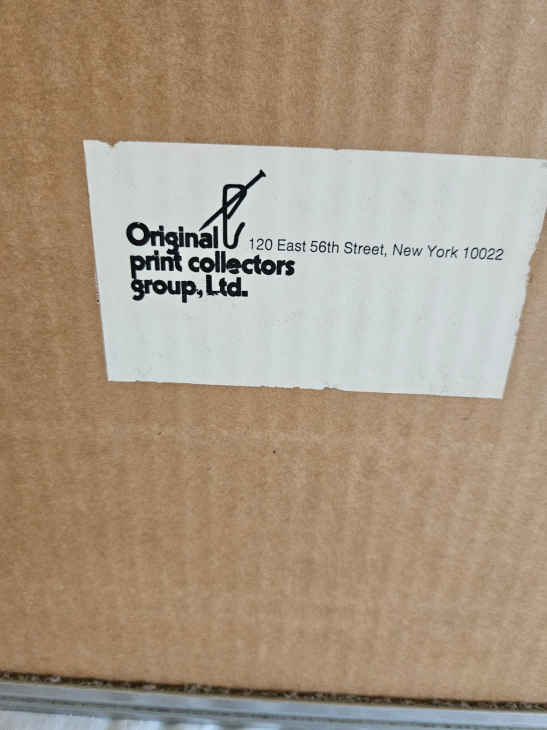 Original
120 East 56th Street, New York 10022
print collectors
group, Ltd.